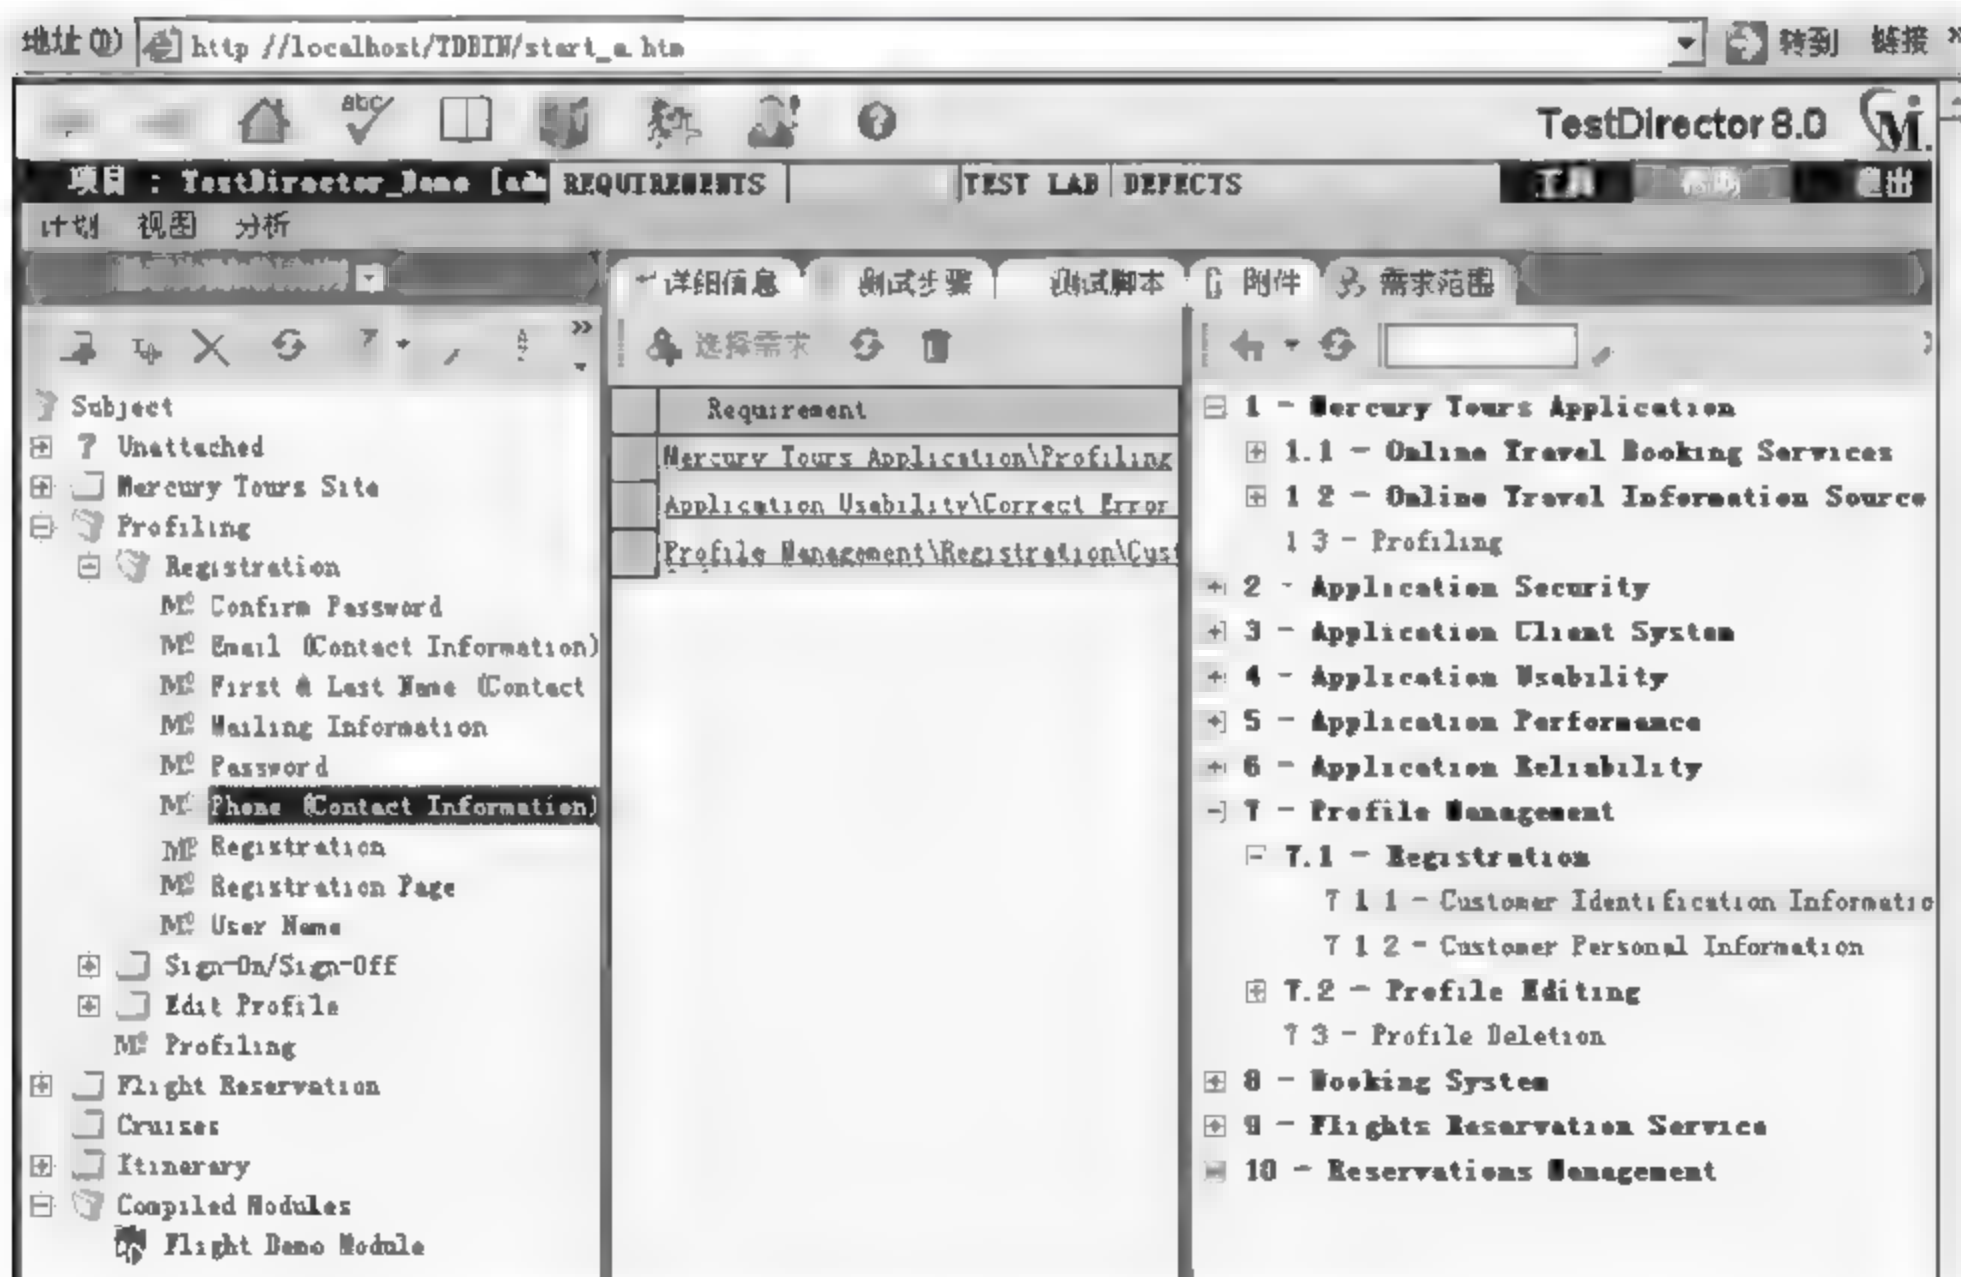 地址(D) http //localhost/TDBIN/start_a.htm 转到 链接 »
TestDirector 8.0
项目 : TestDirector_Demo [adm REQUIREMENTS TEST LAB DEFECTS 工具 帮助 退出
计划 视图 分析
详细信息 测试步骤 测试脚本 附件 需求范围
选择需求
Subject
Unattached
Mercury Tours Site
Profiling
Registration
Confirm Password
Email (Contact Information)
First & Last Name (Contact
Mailing Information
Password
Phone (Contact Information)
Registration
Registration Page
User Name
Sign-On/Sign-Off
Edit Profile
Profiling
Flight Reservation
Cruises
Itinerary
Compiled Modules
Flight Demo Module
Requirement
Mercury Tours Application\Profiling
Application Usability\Correct Error
Profile Management\Registration\Cust
1 - Mercury Tours Application
1.1 - Online Travel Booking Services
1 2 - Online Travel Information Source
1 3 - Profiling
2 - Application Security
3 - Application Client System
4 - Application Usability
5 - Application Performance
6 - Application Reliability
7 - Profile Management
7.1 - Registration
7 1 1 - Customer Identification Informatio
7 1 2 - Customer Personal Information
7.2 - Profile Editing
7 3 - Profile Deletion
8 - Booking System
9 - Flights Reservation Service
10 - Reservations Management